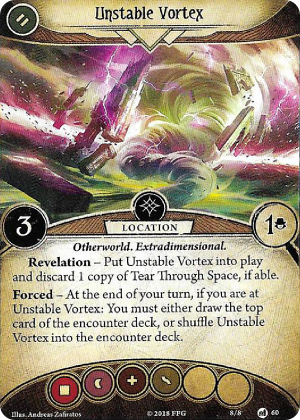 Unstable Vortex
3
LOCATION
1
Otherworld. Extradimensional.
Revelation – Put Unstable Vortex into play
and discard 1 copy of Tear Through Space, if able.
Forced – At the end of your turn, if you are at
Unstable Vortex: You must either draw the top
card of the encounter deck, or shuffle Unstable
Vortex into the encounter deck.
Illus. Andreas Zafiratos
© 2018 FFG
8/8
60